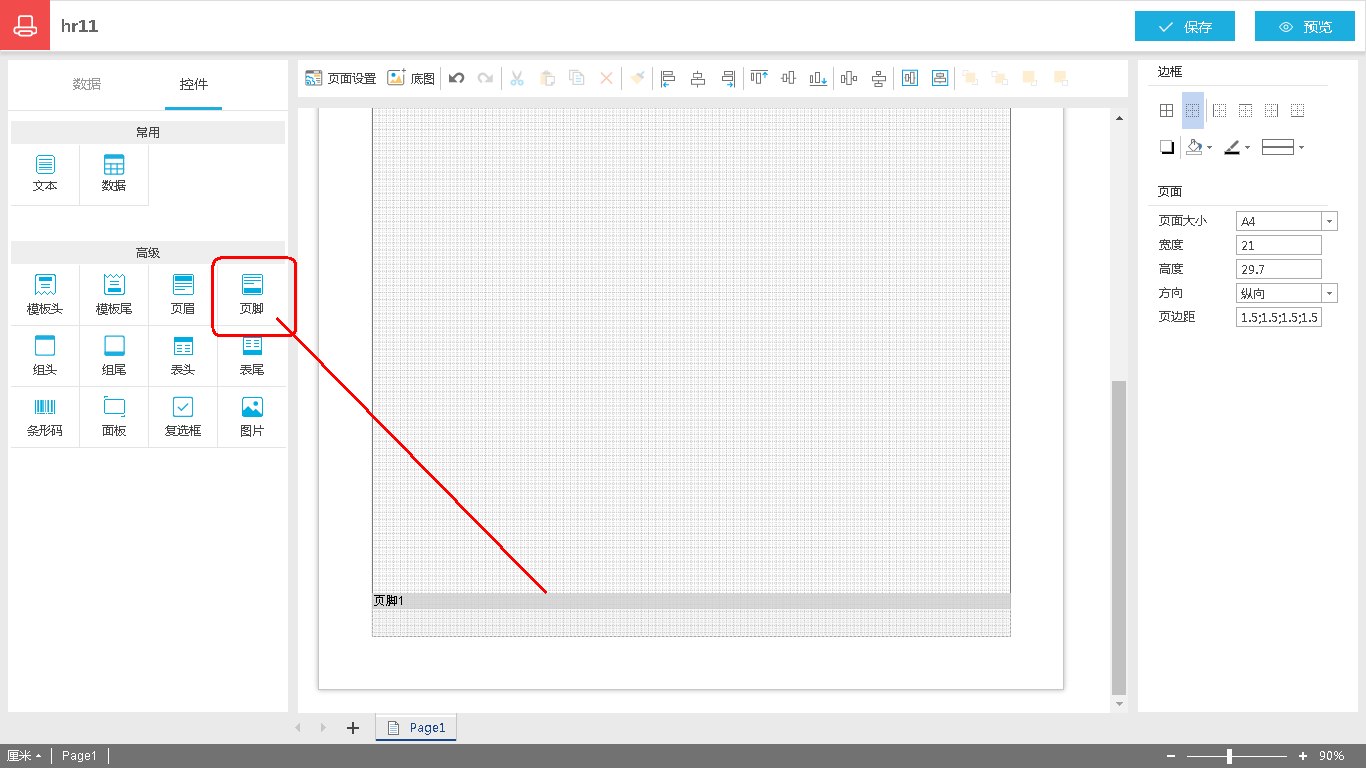 hr11
保存
预览
数据
控件
页面设置
底图
常用
文本
数据
高级
模板头
模板尾
页眉
页脚
组头
组尾
表头
表尾
条形码
面板
复选框
图片
页脚1
边框
页面
页面大小 A4
宽度 21
高度 29.7
方向 纵向
页边距 1.5;1.5;1.5;1.5
Page1
厘米
Page1
90%